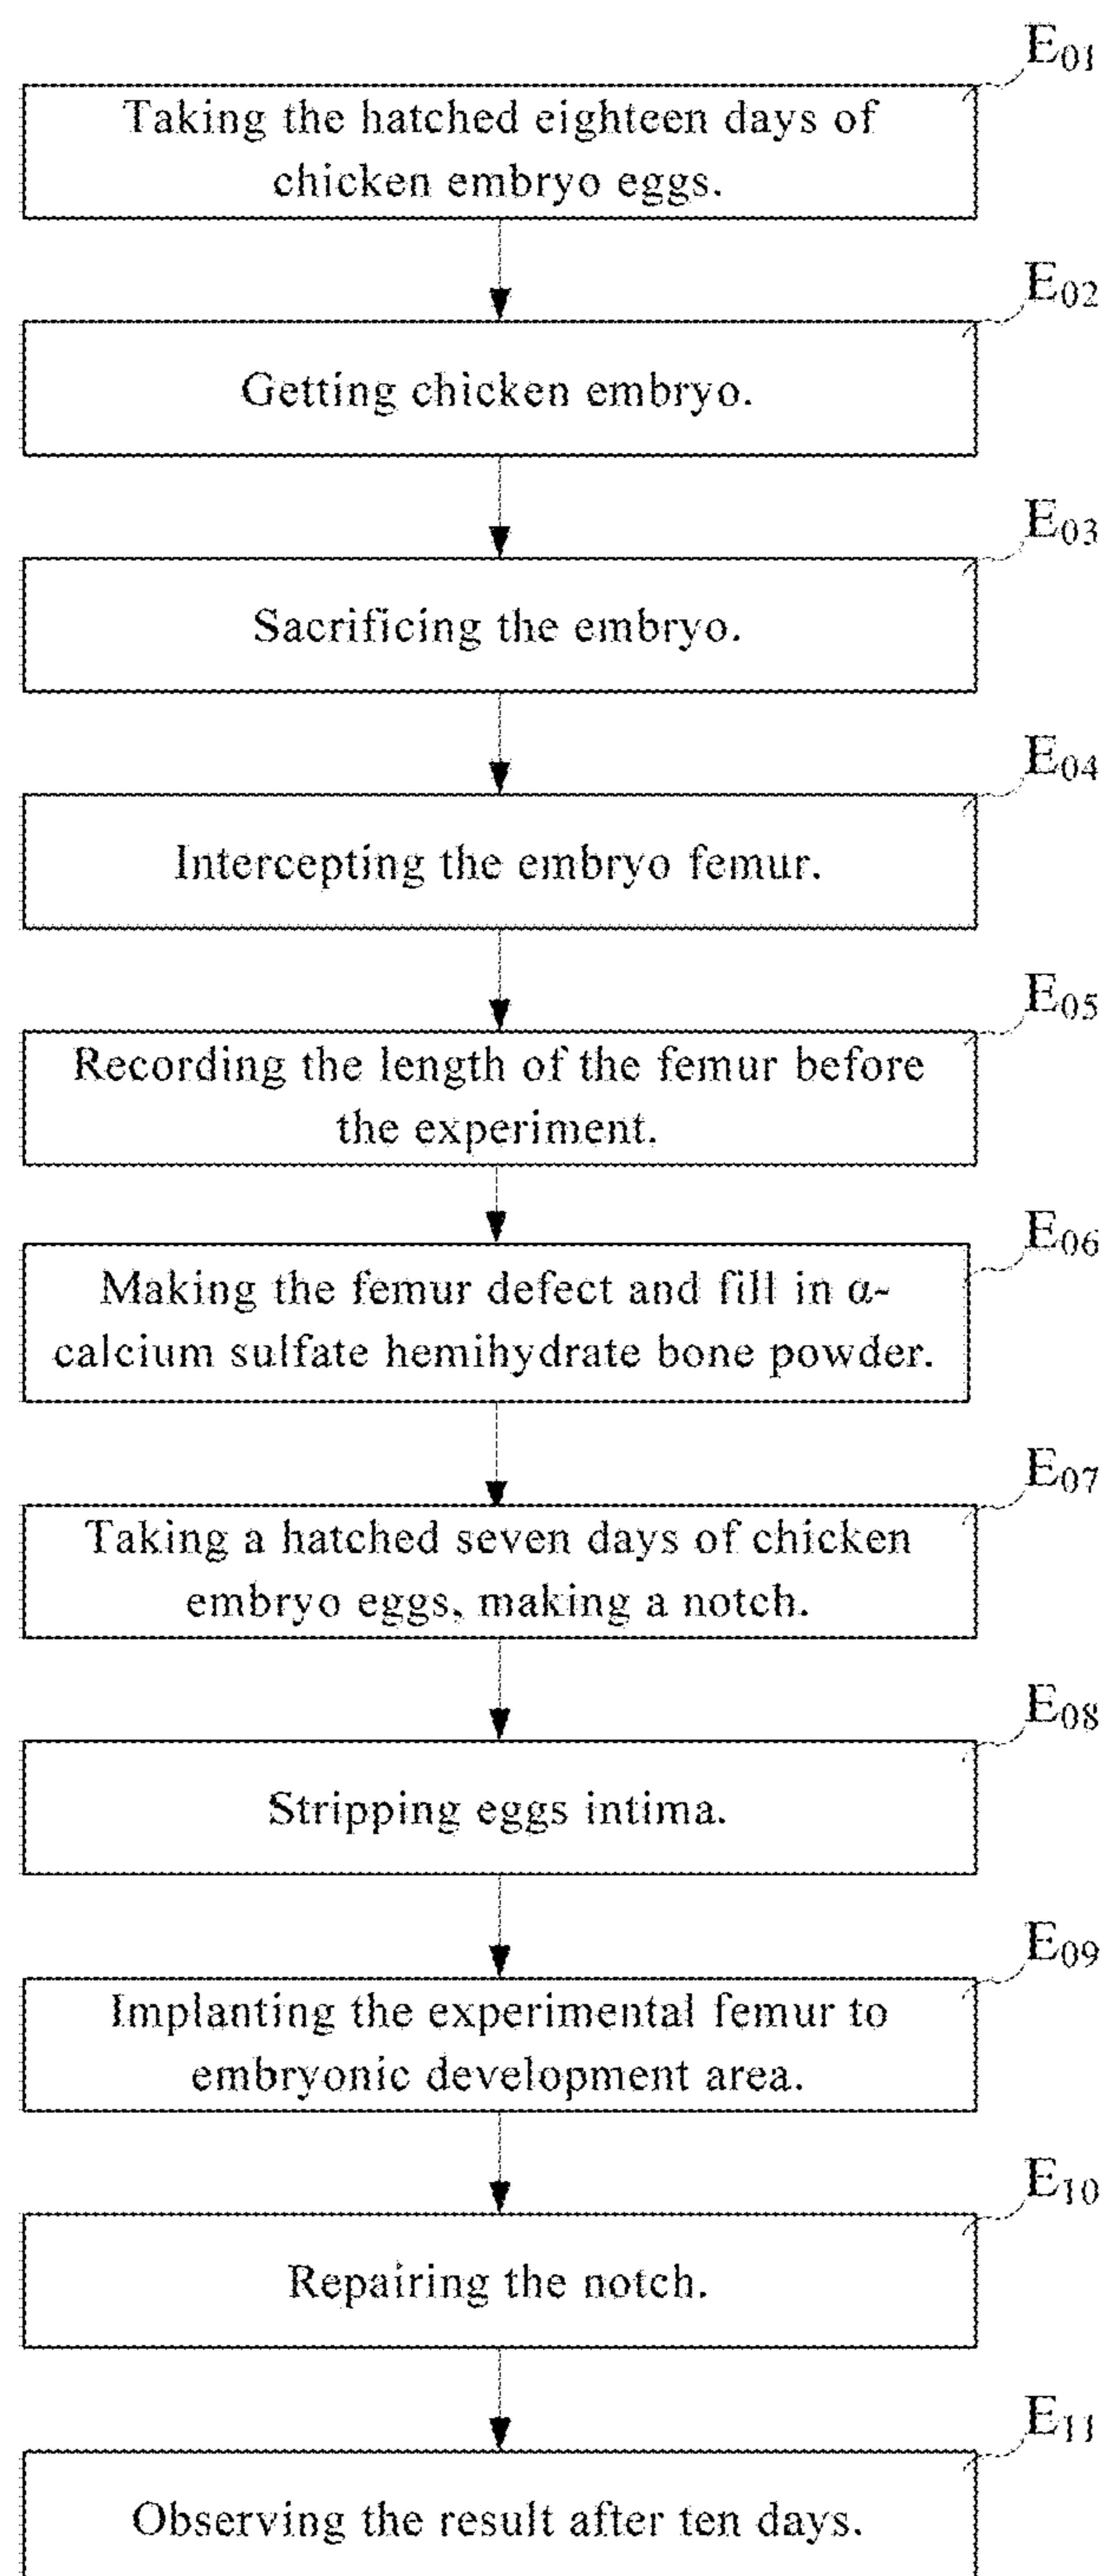 E01
Taking the hatched eighteen days of
chicken embryo eggs.
E02
Getting chicken embryo.
E03
Sacrificing the embryo.
E04
Intercepting the embryo femur.
E05
Recording the length of the femur before
the experiment.
E06
Making the femur defect and fill in α-
calcium sulfate hemihydrate bone powder.
E07
Taking a hatched seven days of chicken
embryo eggs, making a notch.
E08
Stripping eggs intima.
E09
Implanting the experimental femur to
embryonic development area.
E10
Repairing the notch.
E11
Observing the result after ten days.